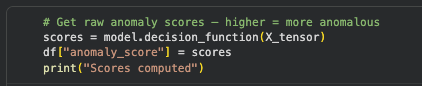 # Get raw anomaly scores — higher = more anomalous
scores = model.decision_function(X_tensor)
df["anomaly_score"] = scores
print("Scores computed")